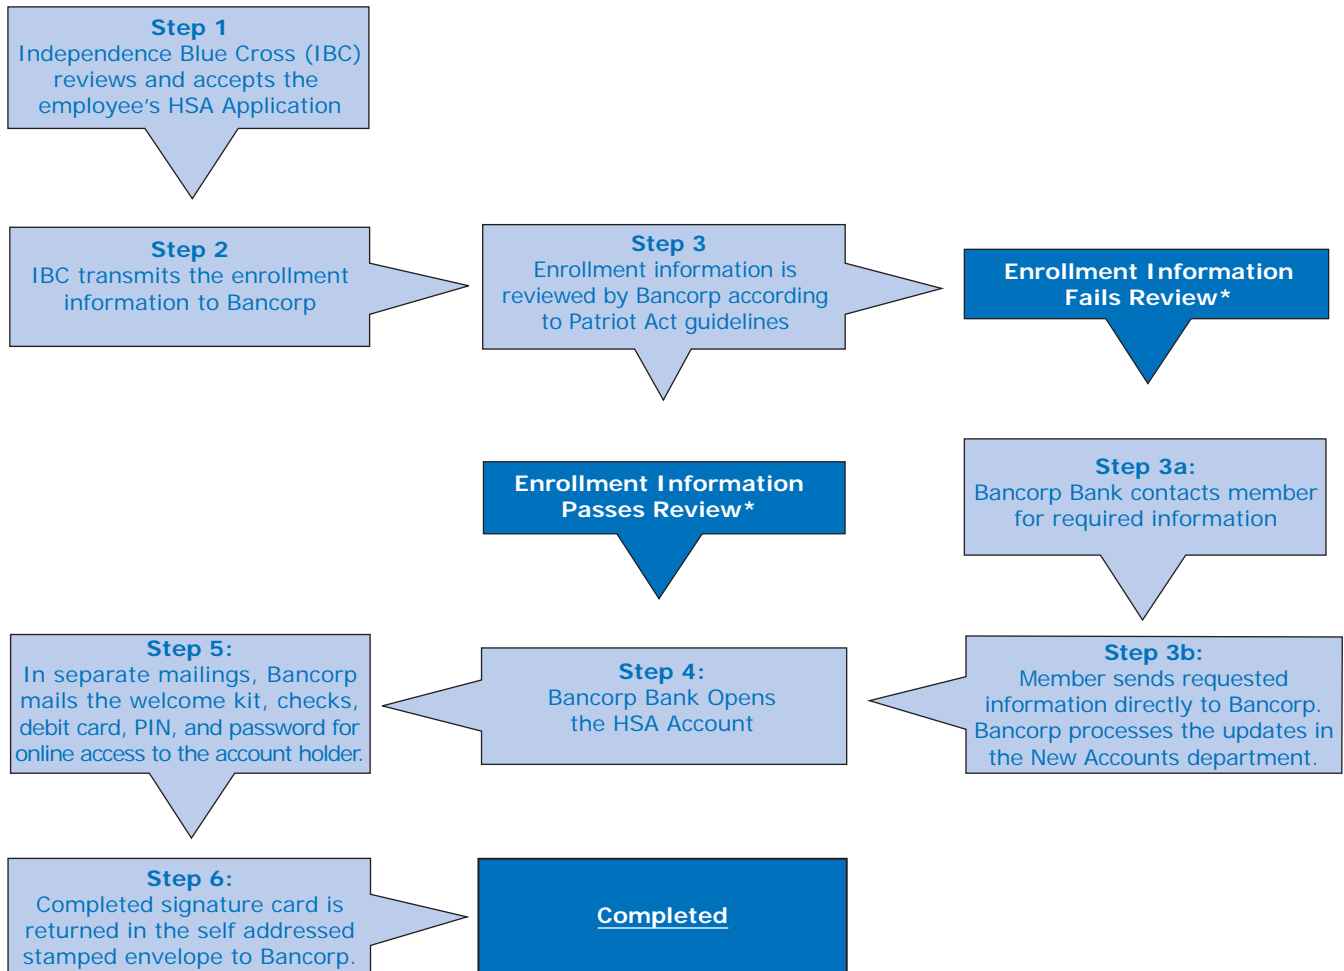 Step 1
Independence Blue Cross (IBC)
reviews and accepts the
employee's HSA Application
Step 2
IBC transmits the enrollment
information to Bancorp
Step 3
Enrollment information is
reviewed by Bancorp according
to Patriot Act guidelines
Enrollment Information
Fails Review*
Enrollment Information
Passes Review*
Step 3a:
Bancorp Bank contacts member
for required information
Step 3b:
Member sends requested
information directly to Bancorp.
Bancorp processes the updates in
the New Accounts department.
Step 4:
Bancorp Bank Opens
the HSA Account
Step 5:
In separate mailings, Bancorp
mails the welcome kit, checks,
debit card, PIN, and password for
online access to the account holder.
Step 6:
Completed signature card is
returned in the self addressed
stamped envelope to Bancorp.
Completed